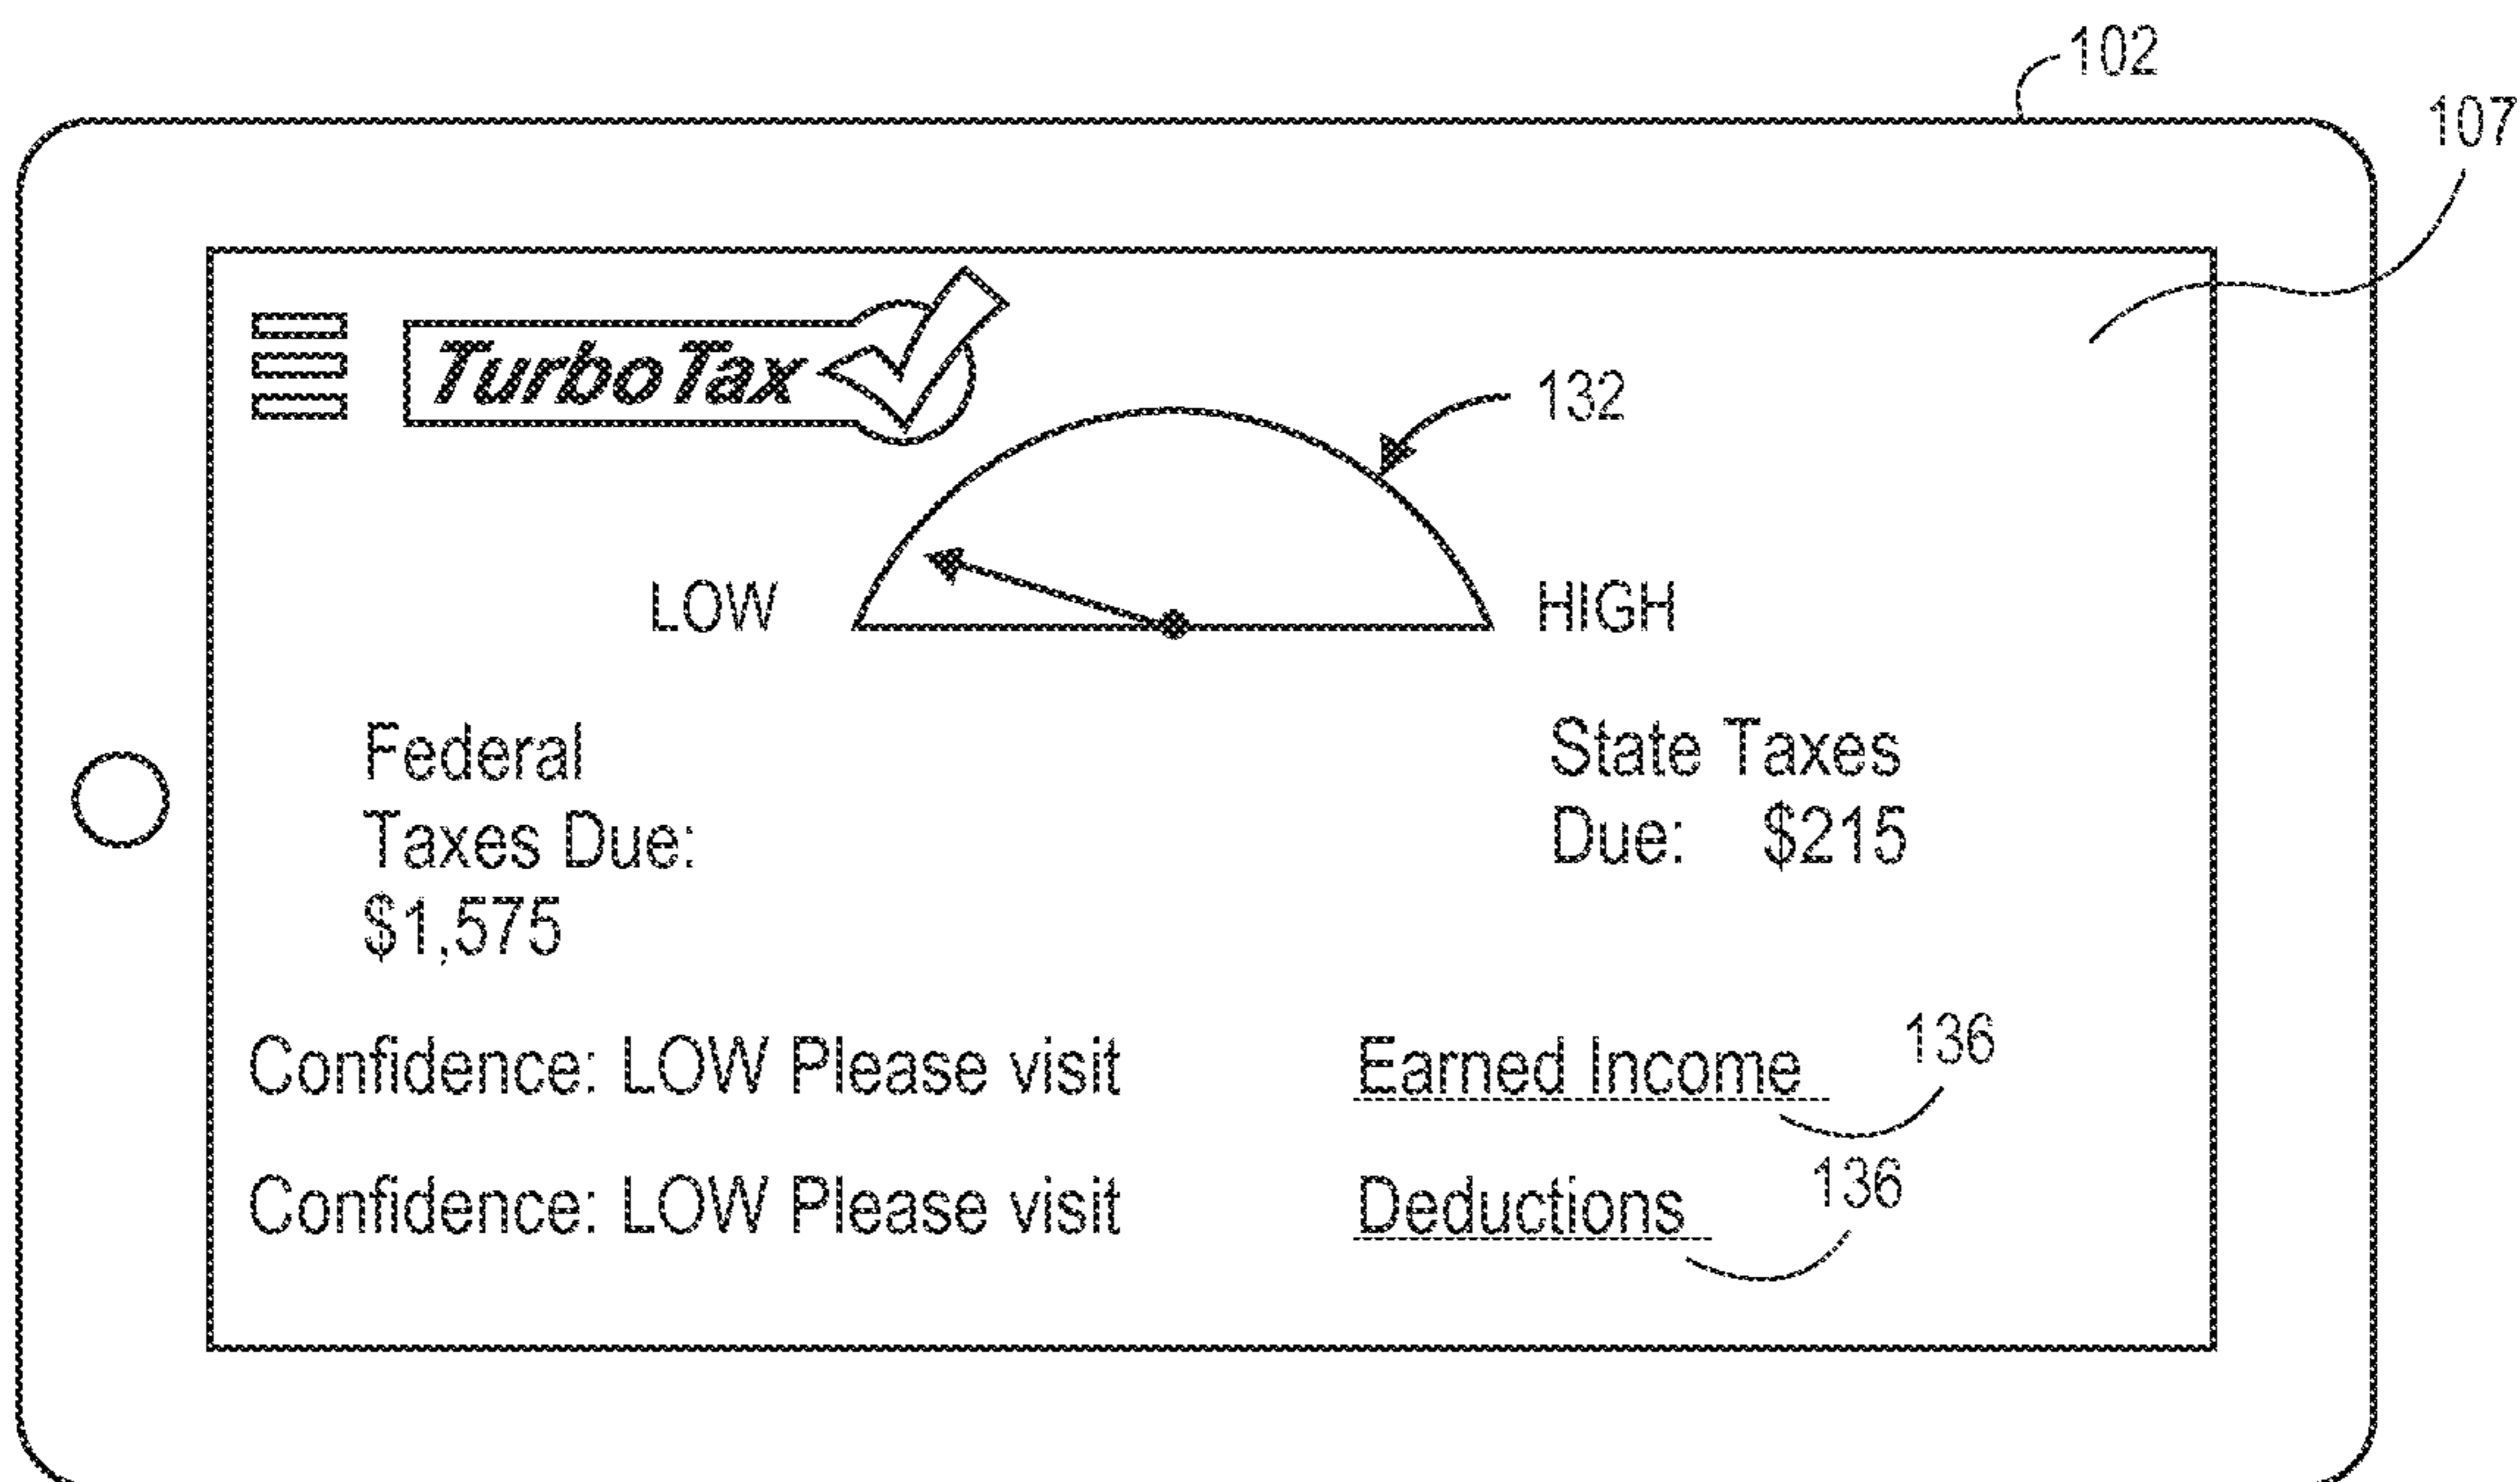 102
107
TurboTax
132
LOW
HIGH
Federal
Taxes Due:
$1,575
State Taxes
Due: $215
Confidence: LOW Please visit Earned Income 136
Confidence: LOW Please visit Deductions 136